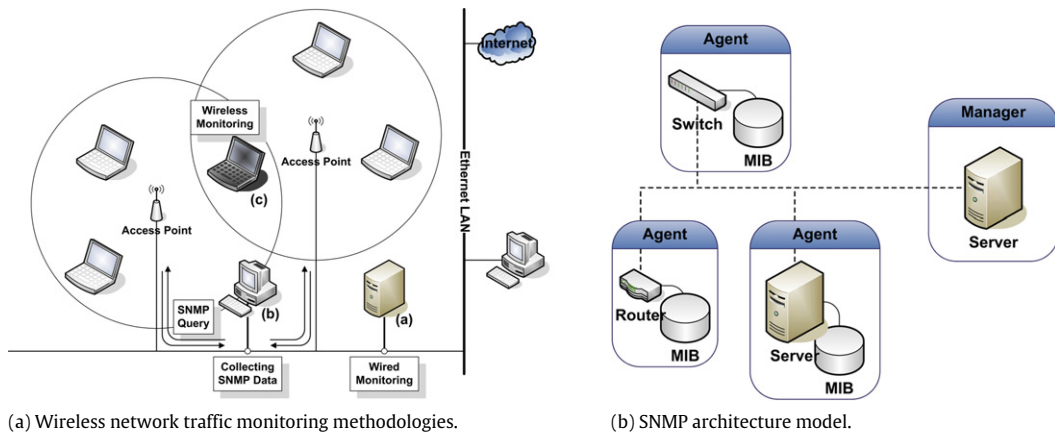 Internet
Wireless
Monitoring
Access Point
(c)
Access Point
Ethernet LAN
SNMP
Query
(b)
(a)
Collecting
SNMP Data
Wired
Monitoring
(a) Wireless network traffic monitoring methodologies.
Agent
Switch
MIB
Manager
Server
Agent
Router
MIB
Agent
Server
MIB
(b) SNMP architecture model.